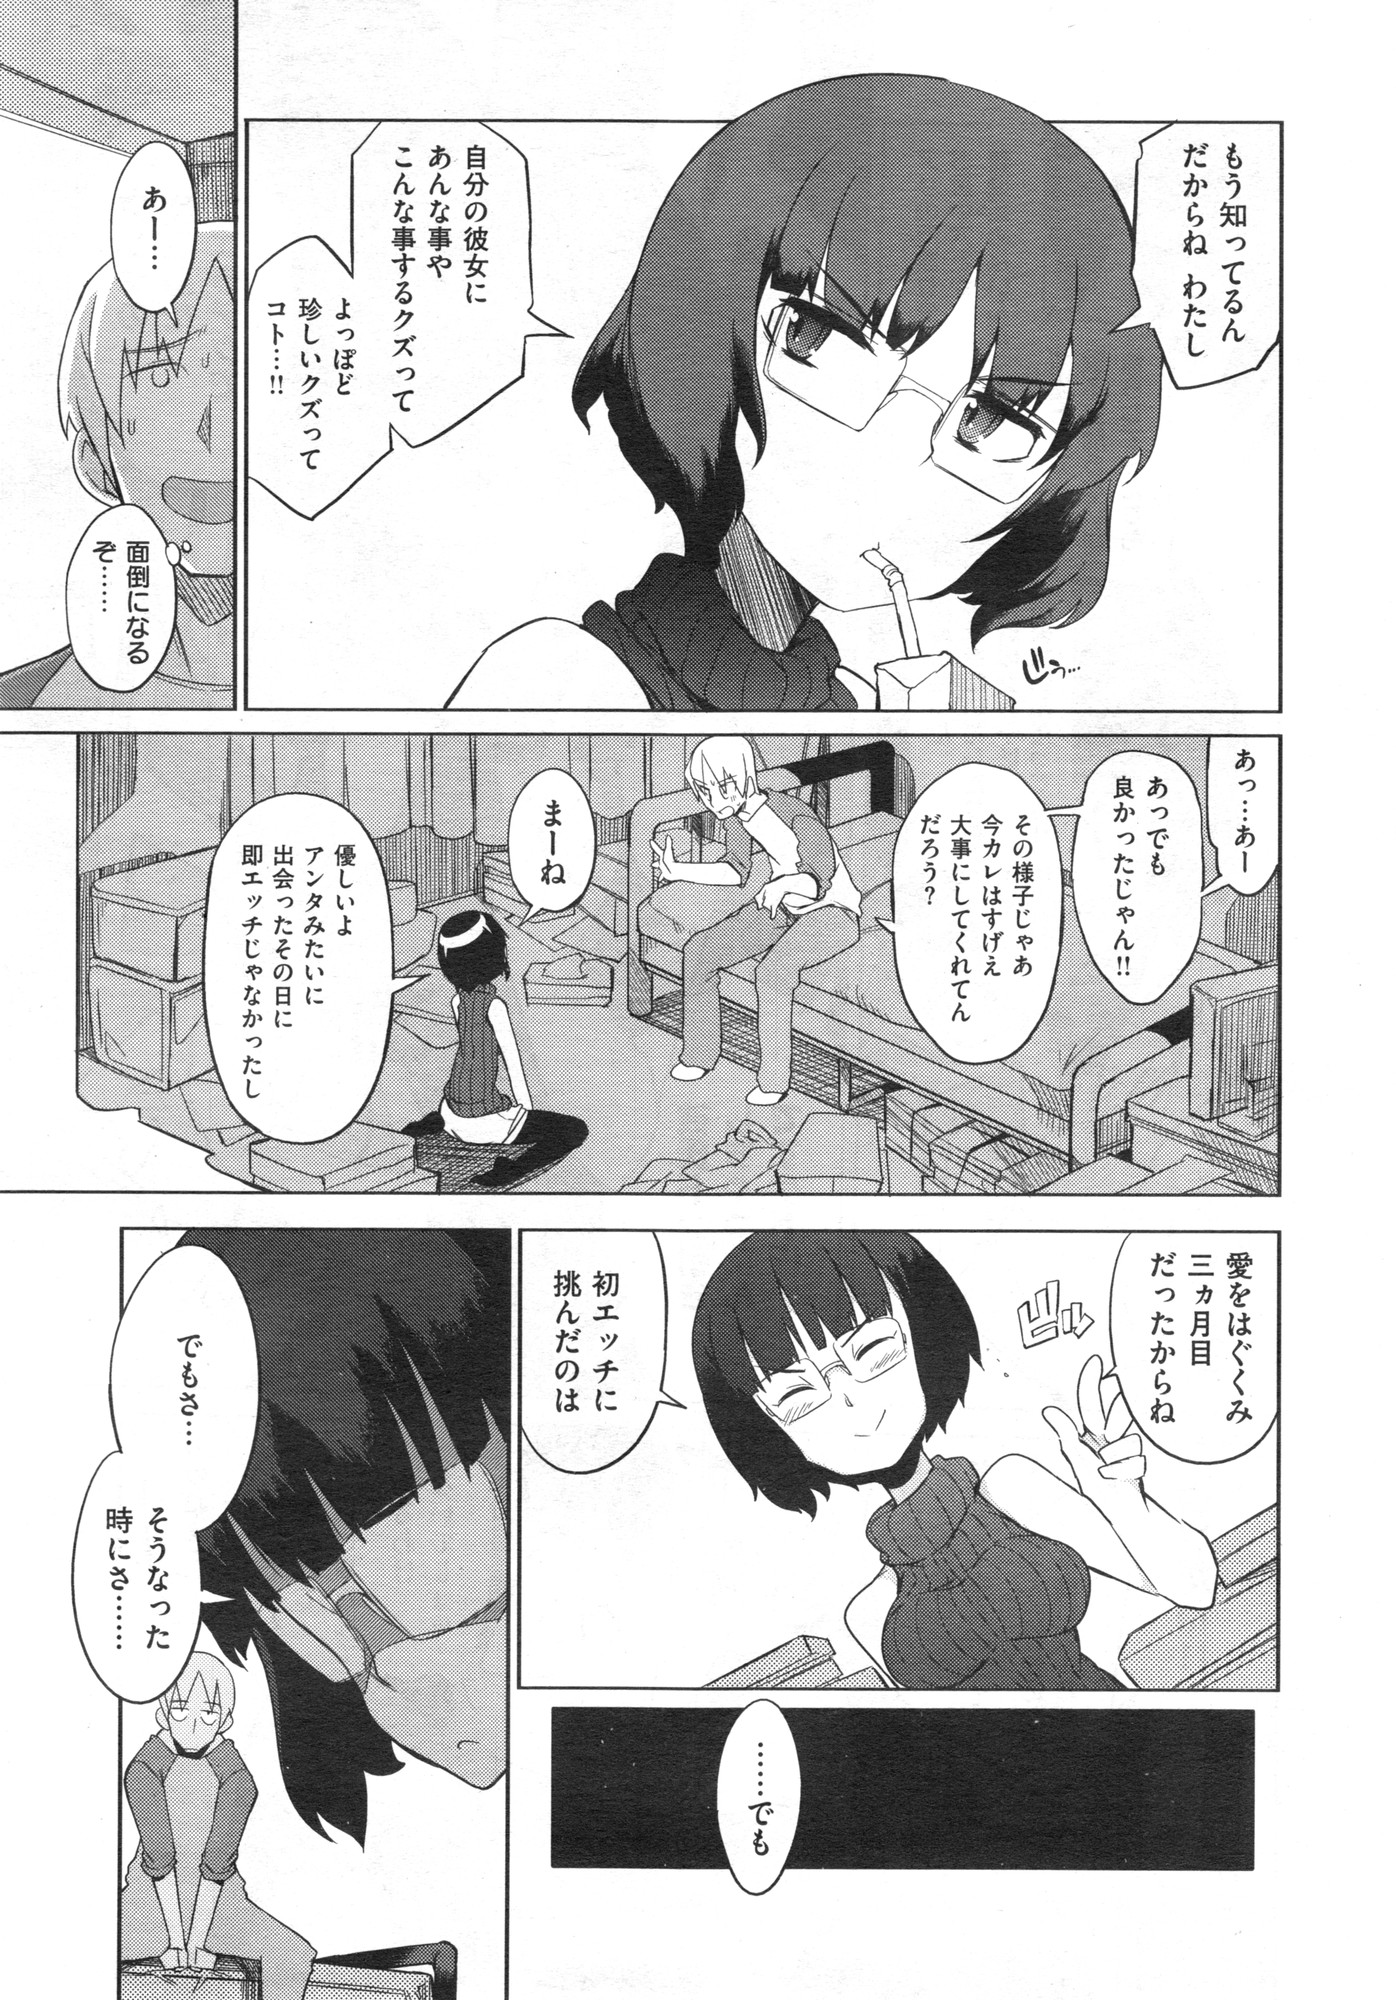 もう知ってるん
だからね わたし
自分の彼女に
あんな事や
こんな事するクズって
よっぽど
珍しいクズって
コト…!!
じゅう…
あー…
面倒になる
ぞ……
あっ…あー
あっでも
良かったじゃん!!
その様子じゃあ
今カレはすげえ
大事にしてくれてん
だろう?
まーね
優しいよ
アンタみたいに
出会ったその日に
即エッチじゃなかったし
愛をはぐくみ
三ヵ月目
だったからね
ビル
初エッチに
挑んだのは
……でも
でもさ…
そうなった
時にさ……